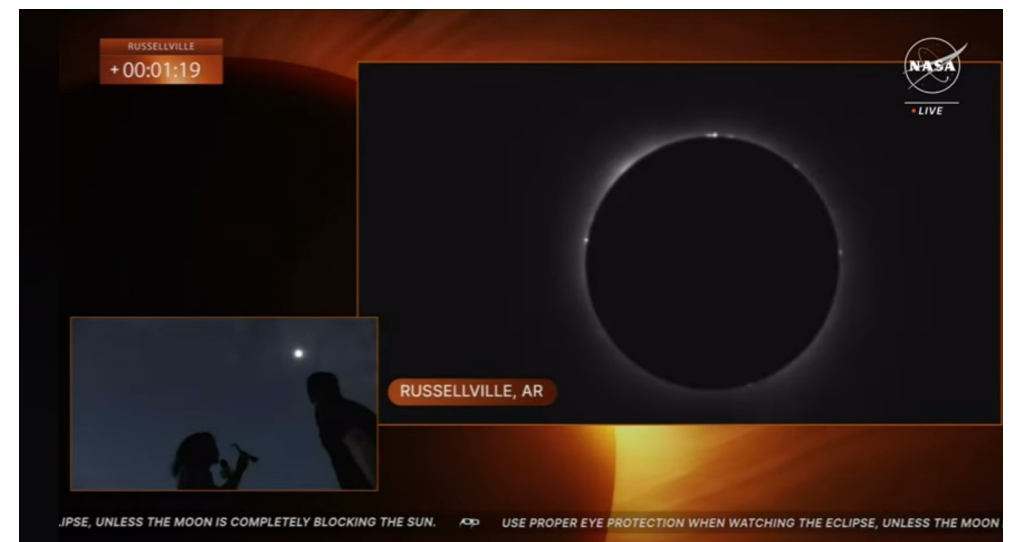 RUSSELLVILLE
+00:01:19
NASA
LIVE
RUSSELLVILLE, AR
.IPSE, UNLESS THE MOON IS COMPLETELY BLOCKING THE SUN. USE PROPER EYE PROTECTION WHEN WATCHING THE ECLIPSE, UNLESS THE MOON